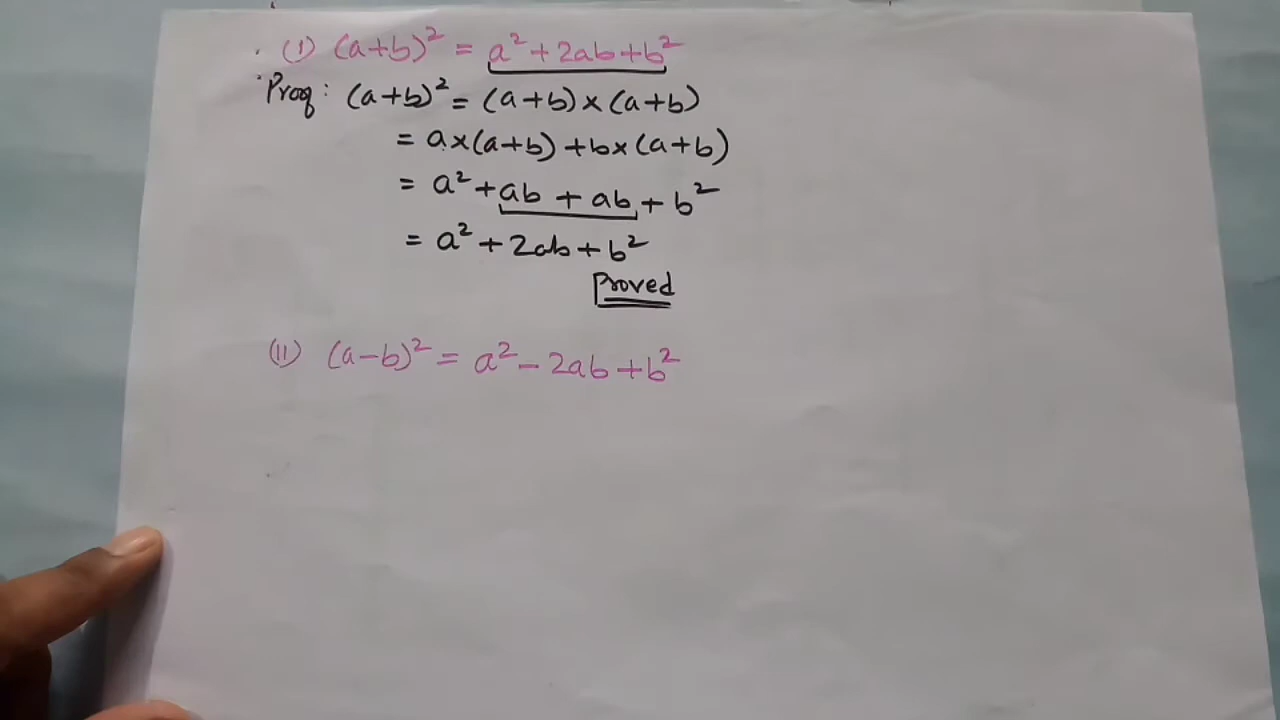 (I) (a+b)² = a² + 2ab + b²
Proof: (a+b)² = (a+b) × (a+b)
= a×(a+b) + b×(a+b)
= a² + ab + ab + b²
= a² + 2ab + b²
Proved
(II) (a-b)² = a² - 2ab + b²